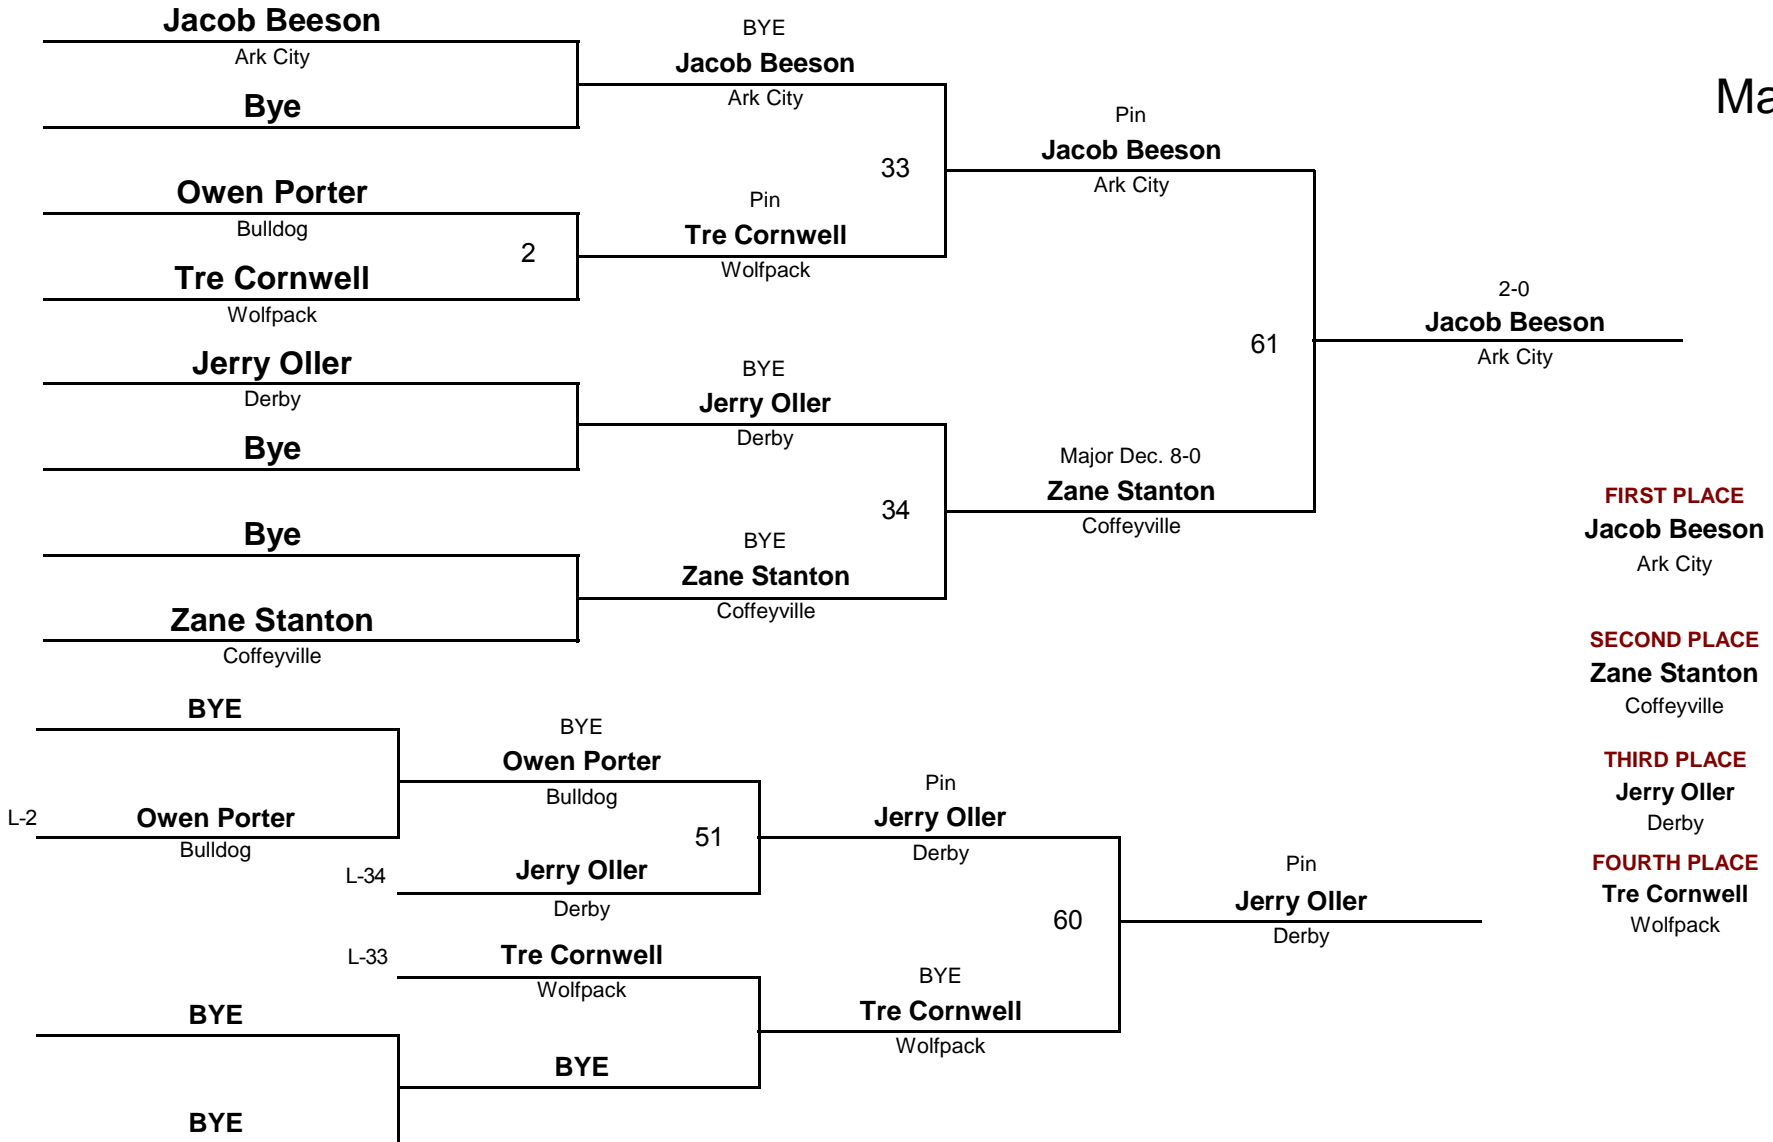 Jacob Beeson
Ark City
Bye
Owen Porter
Bulldog
2
Tre Cornwell
Wolfpack
Jerry Oller
Derby
Bye
Bye
Zane Stanton
Coffeyville
BYE
Jacob Beeson
Ark City
33
Pin
Tre Cornwell
Wolfpack
BYE
Jerry Oller
Derby
34
BYE
Zane Stanton
Coffeyville
Pin
Jacob Beeson
Ark City
61
Major Dec. 8-0
Zane Stanton
Coffeyville
2-0
Jacob Beeson
Ark City
Ma
FIRST PLACE
Jacob Beeson
Ark City
SECOND PLACE
Zane Stanton
Coffeyville
THIRD PLACE
Jerry Oller
Derby
FOURTH PLACE
Tre Cornwell
Wolfpack
BYE
L-2
Owen Porter
Bulldog
BYE
Owen Porter
Bulldog
51
L-34
Jerry Oller
Derby
L-33
Tre Cornwell
Wolfpack
BYE
BYE
BYE
Pin
Jerry Oller
Derby
60
BYE
Tre Cornwell
Wolfpack
Pin
Jerry Oller
Derby